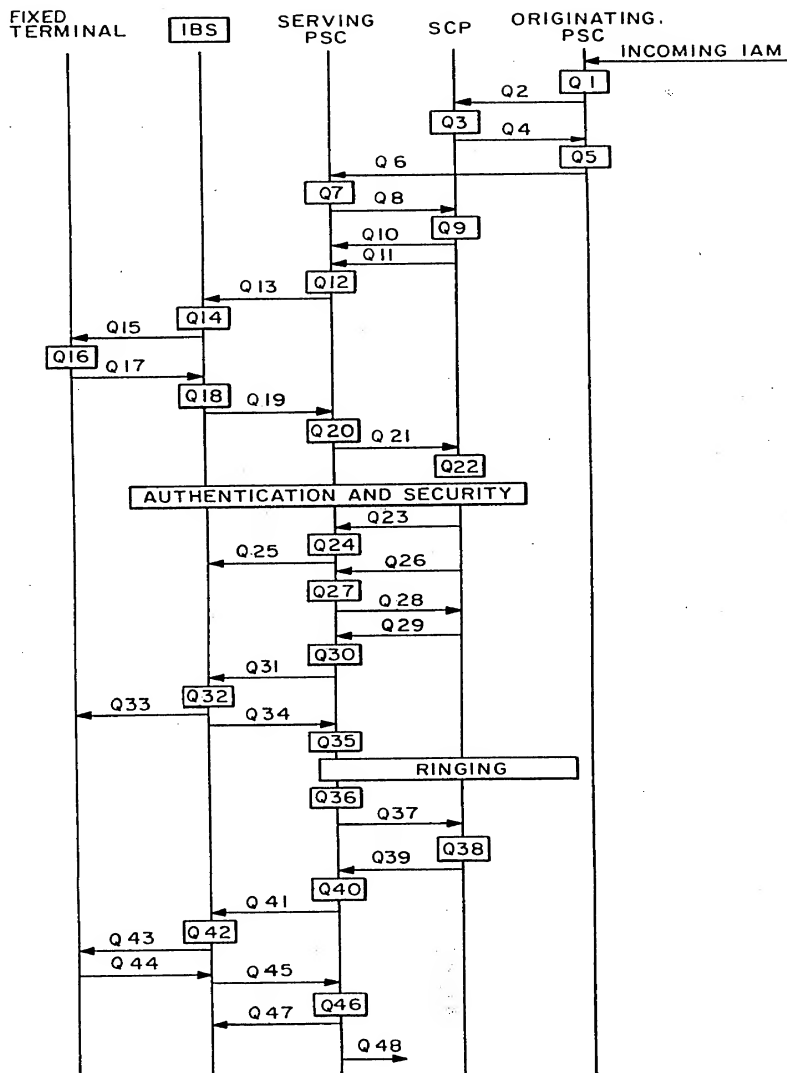 FIXED TERMINAL
IBS
SERVING PSC
SCP
ORIGINATING. PSC
INCOMING IAM
Q1
Q2
Q3
Q4
Q5
Q6
Q7
Q8
Q9
Q10
Q11
Q12
Q13
Q14
Q15
Q16
Q17
Q18
Q19
Q20
Q21
Q22
AUTHENTICATION AND SECURITY
Q23
Q24
Q25
Q26
Q27
Q28
Q29
Q30
Q31
Q32
Q33
Q34
Q35
RINGING
Q36
Q37
Q38
Q39
Q40
Q41
Q42
Q43
Q44
Q45
Q46
Q47
Q48